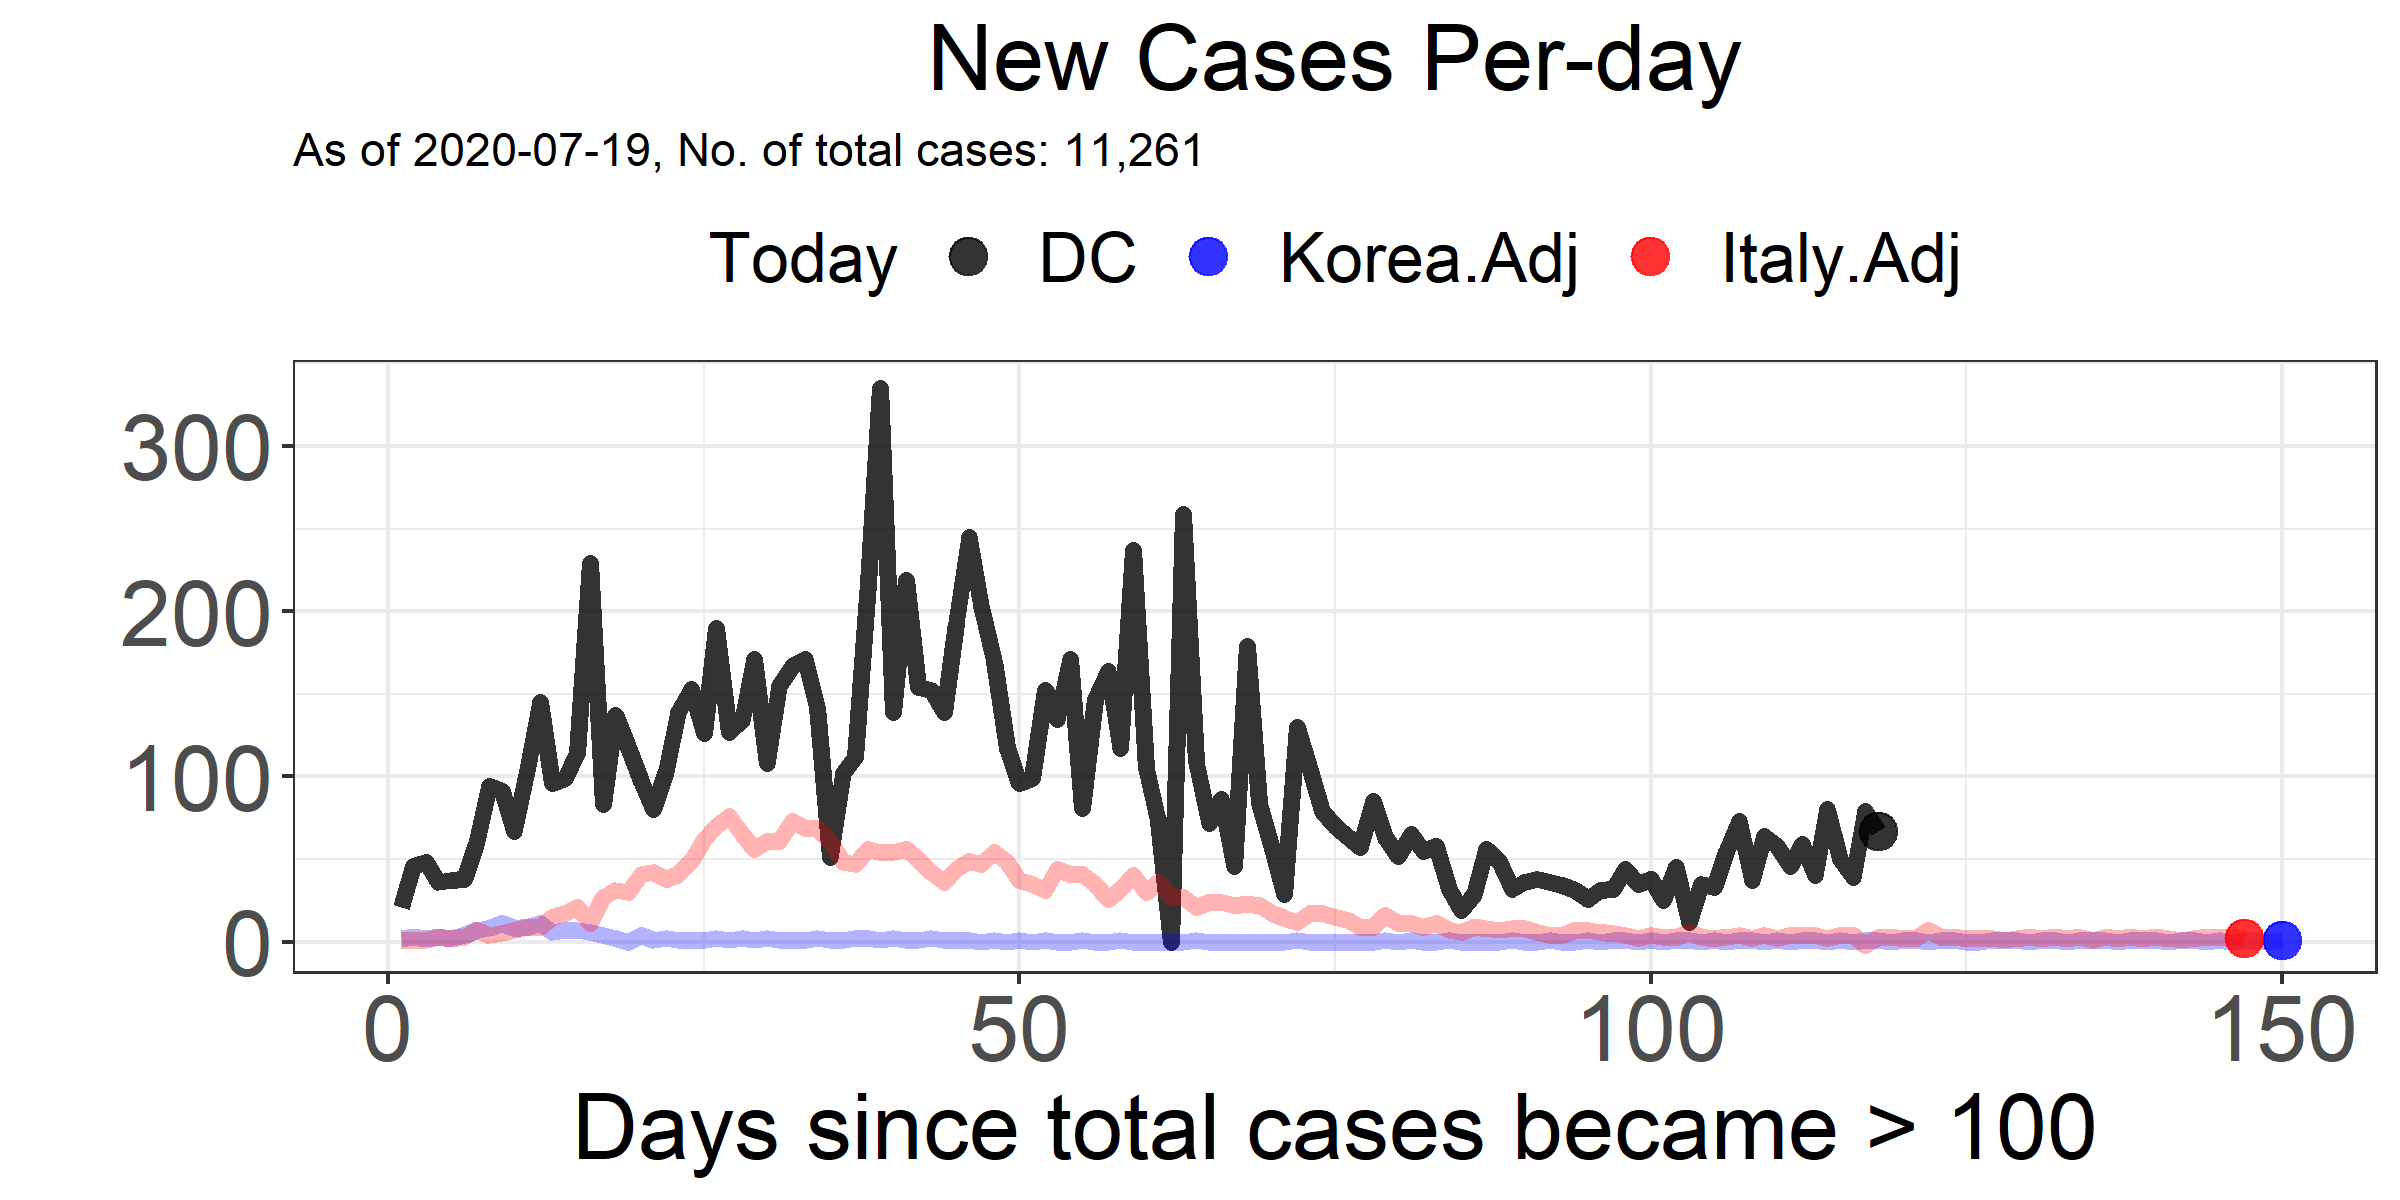 New Cases Per-day
As of 2020-07-19, No. of total cases: 11,261
Today DC Korea.Adj Italy.Adj
300
200
100
0
0 50 100 150
Days since total cases became > 100